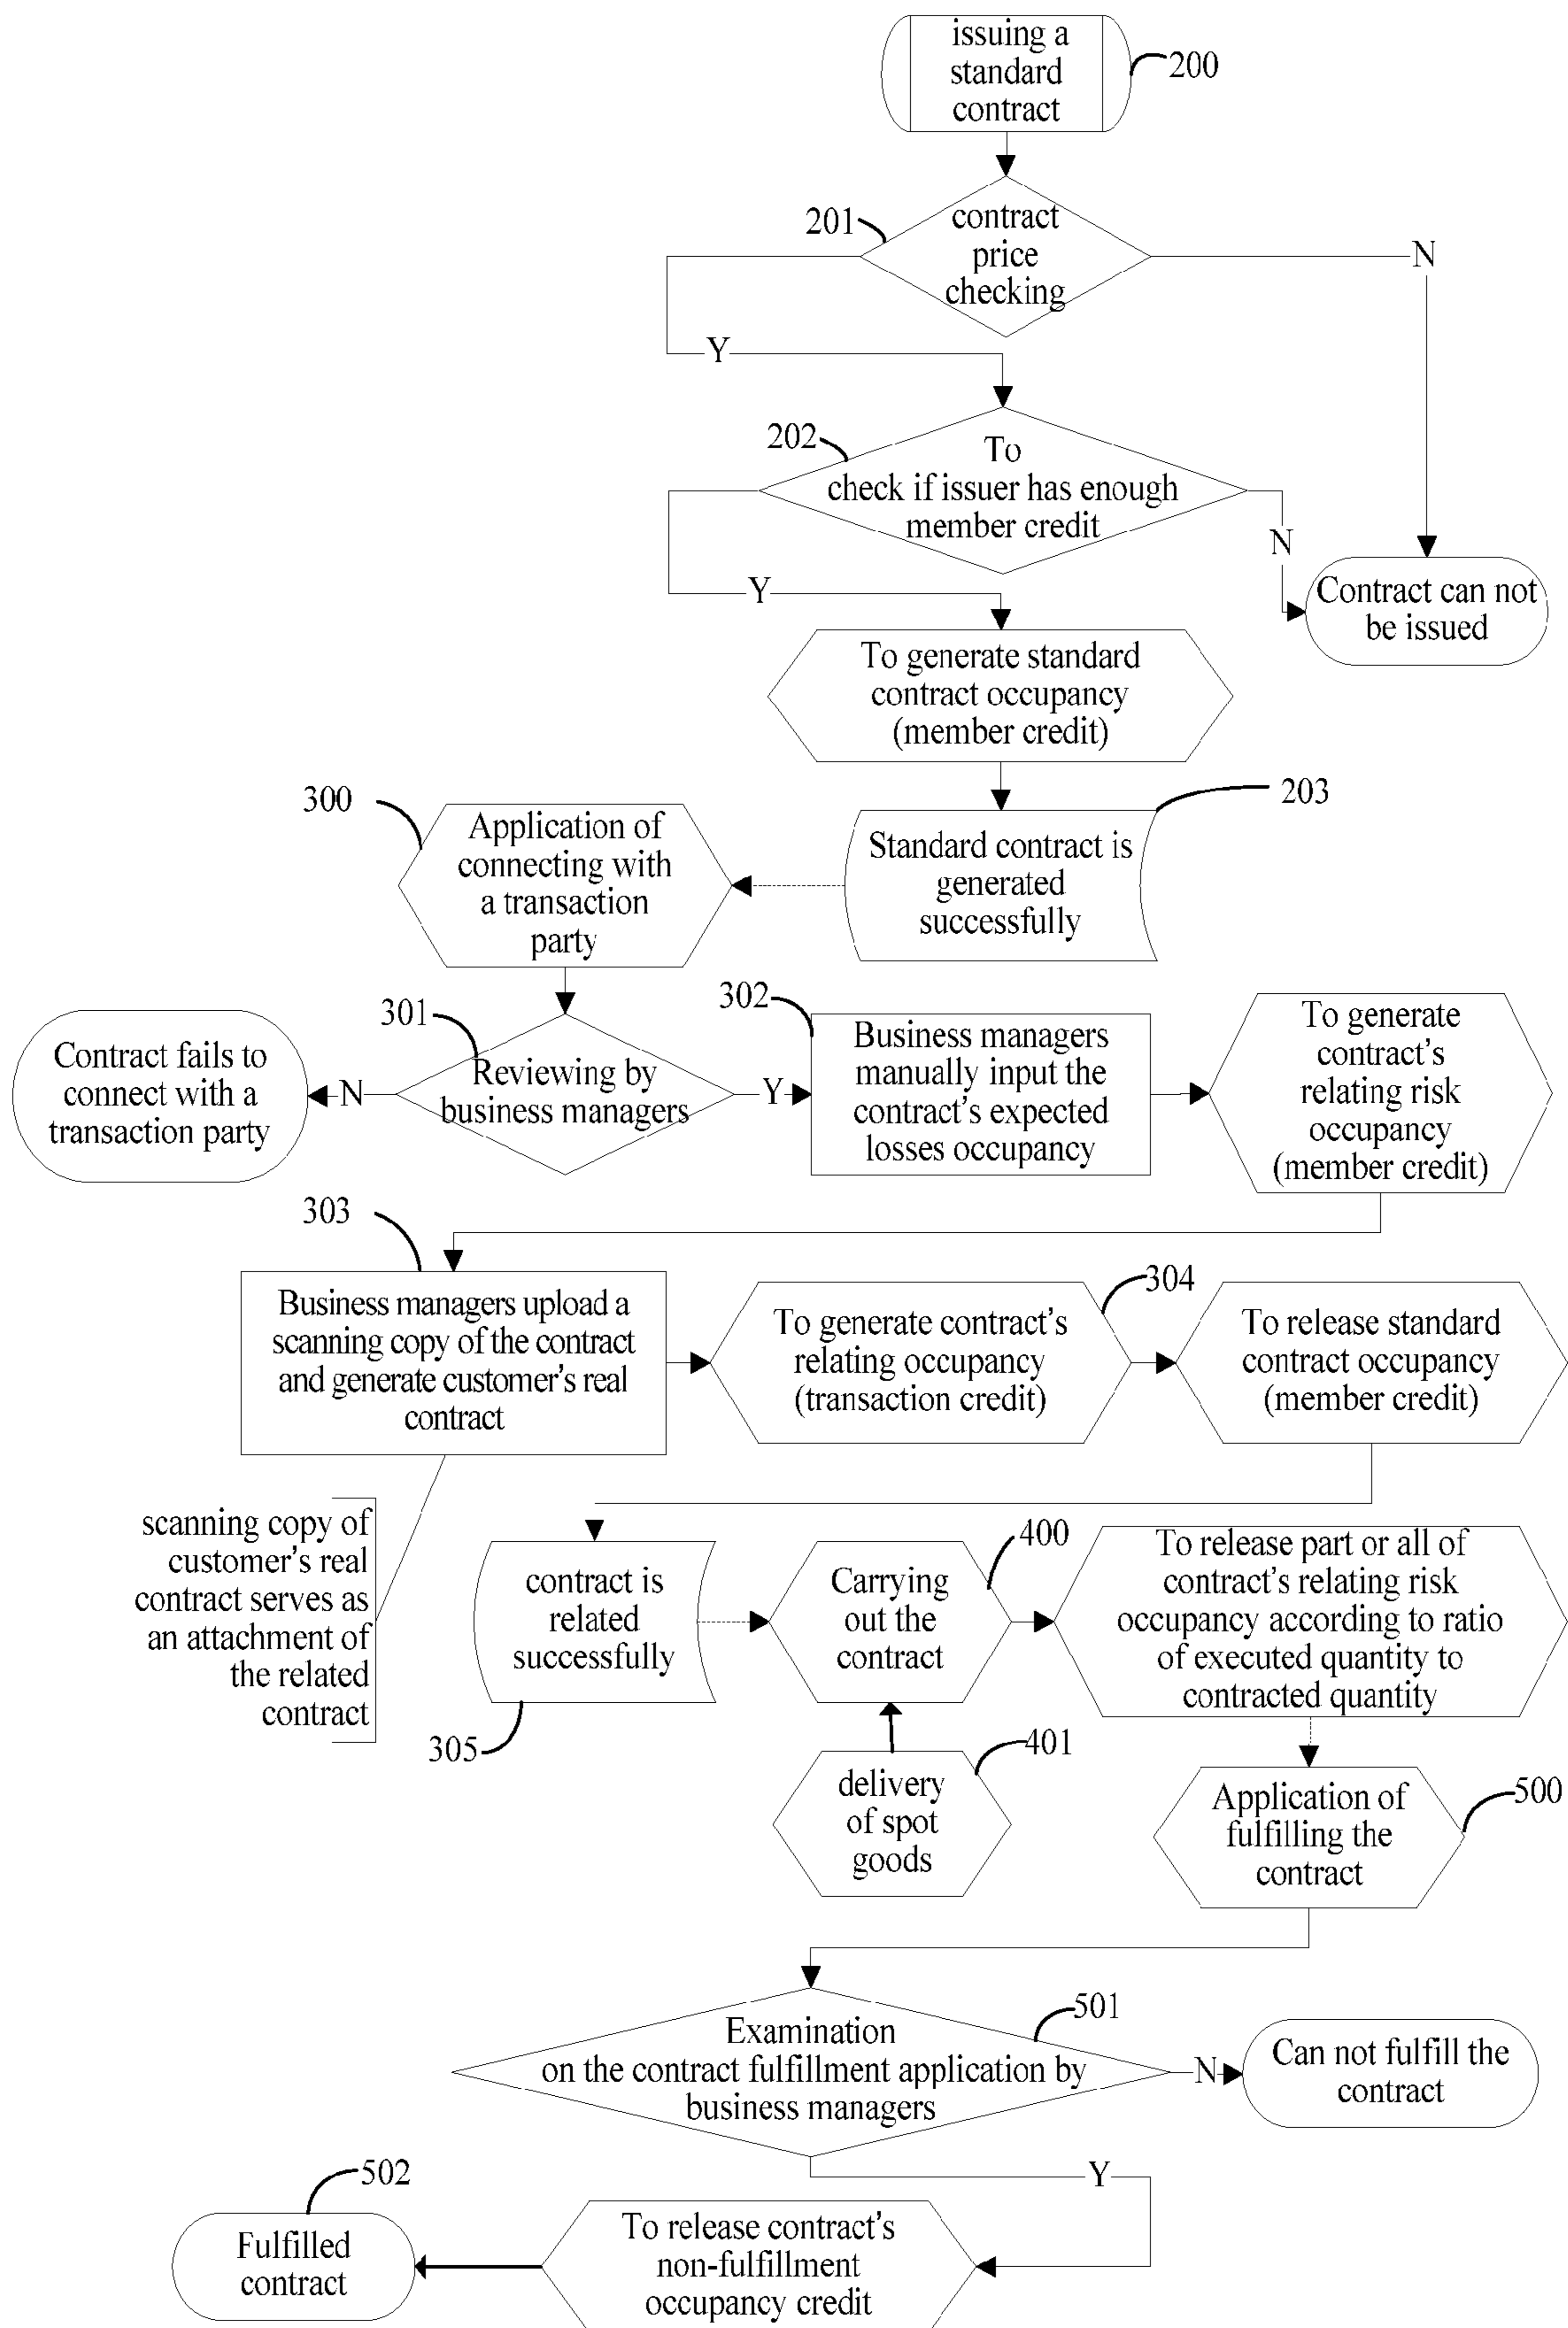 issuing a
standard
contract
200
201
contract
price
checking
N
Y
202
To
check if issuer has enough
member credit
N
Y
Contract can not
be issued
To generate standard
contract occupancy
(member credit)
203
300
Application of
connecting with
a transaction
party
Standard contract is
generated
successfully
301
302
Contract fails to
connect with a
transaction party
N
Reviewing by
business managers
Y
Business managers
manually input the
contract's expected
losses occupancy
To generate
contract's
relating risk
occupancy
(member credit)
303
Business managers upload a
scanning copy of the contract
and generate customer's real
contract
304
To generate contract's
relating occupancy
(transaction credit)
To release standard
contract occupancy
(member credit)
scanning copy of
customer's real
contract serves as
an attachment of
the related
contract
contract is
related
successfully
305
400
Carrying
out the
contract
To release part or all of
contract's relating risk
occupancy according to ratio
of executed quantity to
contracted quantity
401
delivery
of spot
goods
500
Application of
fulfilling the
contract
501
Examination
on the contract fulfillment application by
business managers
N
Can not fulfill the
contract
Y
502
Fulfilled
contract
To release contract's
non-fulfillment
occupancy credit